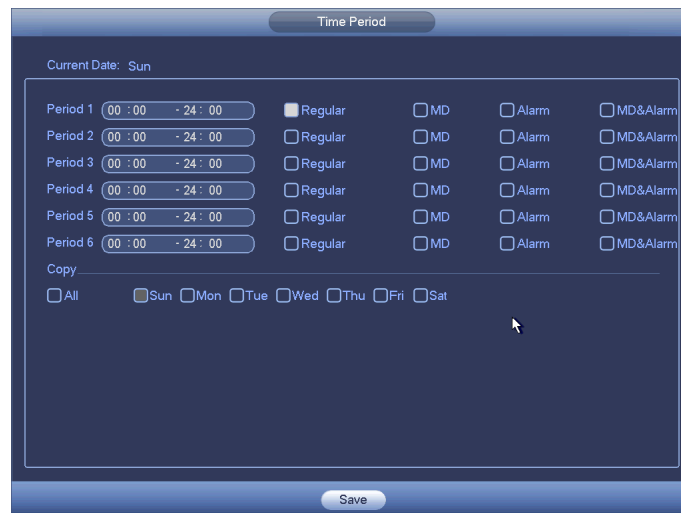 Time Period
Current Date: Sun
Period 1 00 :00 - 24 : 00 Regular MD Alarm MD&Alarm
Period 2 00 :00 - 24 : 00 Regular MD Alarm MD&Alarm
Period 3 00 :00 - 24 : 00 Regular MD Alarm MD&Alarm
Period 4 00 :00 - 24 : 00 Regular MD Alarm MD&Alarm
Period 5 00 :00 - 24 : 00 Regular MD Alarm MD&Alarm
Period 6 00 :00 - 24 : 00 Regular MD Alarm MD&Alarm
Copy
All Sun Mon Tue Wed Thu Fri Sat
Save